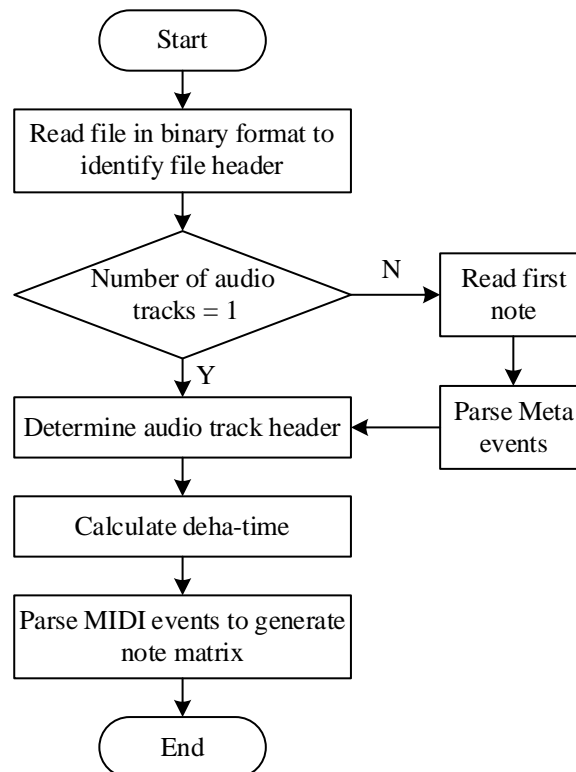 Start
Read file in binary format to
identify file header
Number of audio
tracks = 1
N
Read first
note
Y
Parse Meta
events
Determine audio track header
Calculate deha-time
Parse MIDI events to generate
note matrix
End